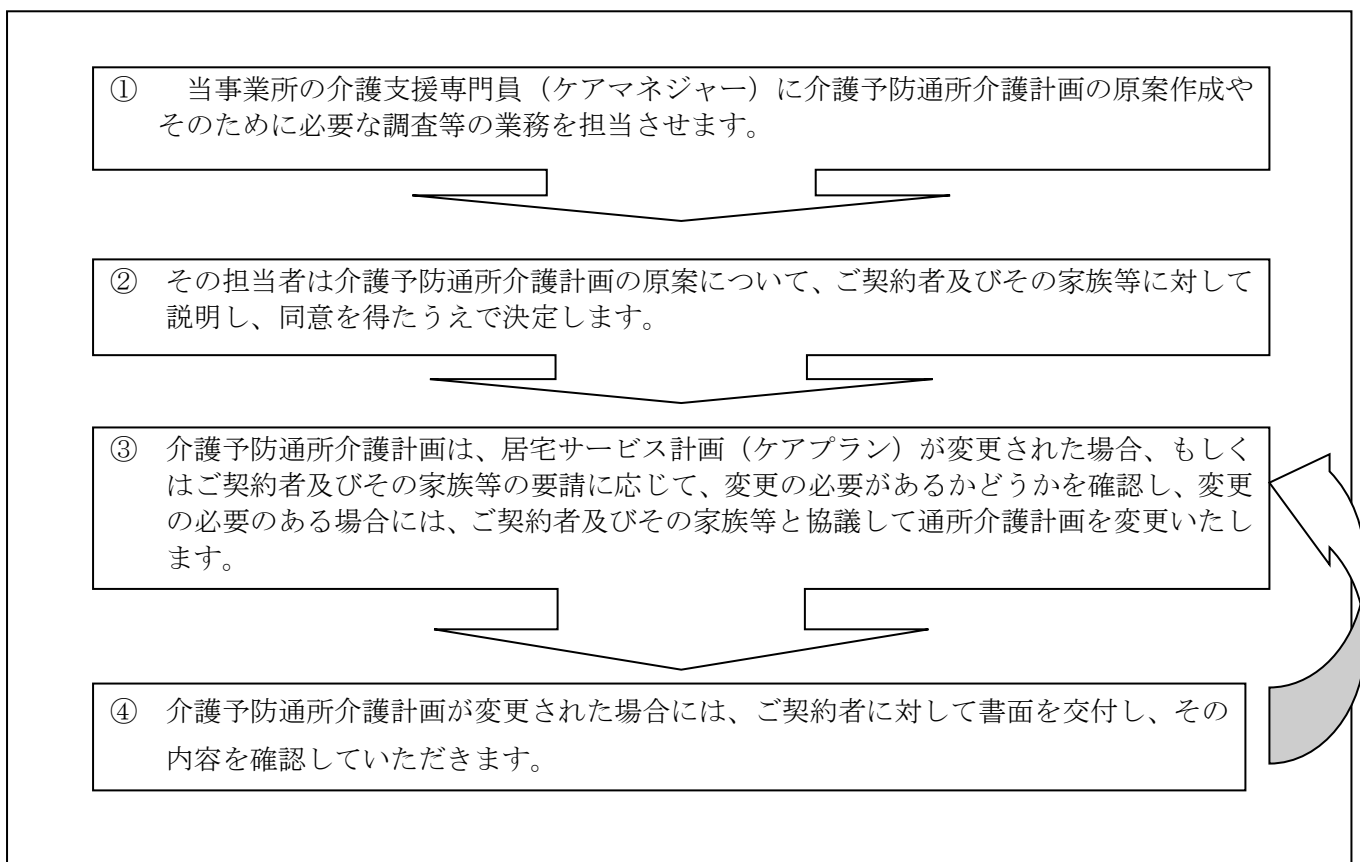 ① 当事業所の介護支援専門員（ケアマネジャー）に介護予防通所介護計画の原案作成や
そのために必要な調査等の業務を担当させます。
② その担当者は介護予防通所介護計画の原案について、ご契約者及びその家族等に対して
説明し、同意を得たうえで決定します。
③ 介護予防通所介護計画は、居宅サービス計画（ケアプラン）が変更された場合、もしく
はご契約者及びその家族等の要請に応じて、変更の必要があるかどうかを確認し、変更
の必要のある場合には、ご契約者及びその家族等と協議して通所介護計画を変更いたし
ます。
④ 介護予防通所介護計画が変更された場合には、ご契約者に対して書面を交付し、その
内容を確認していただきます。